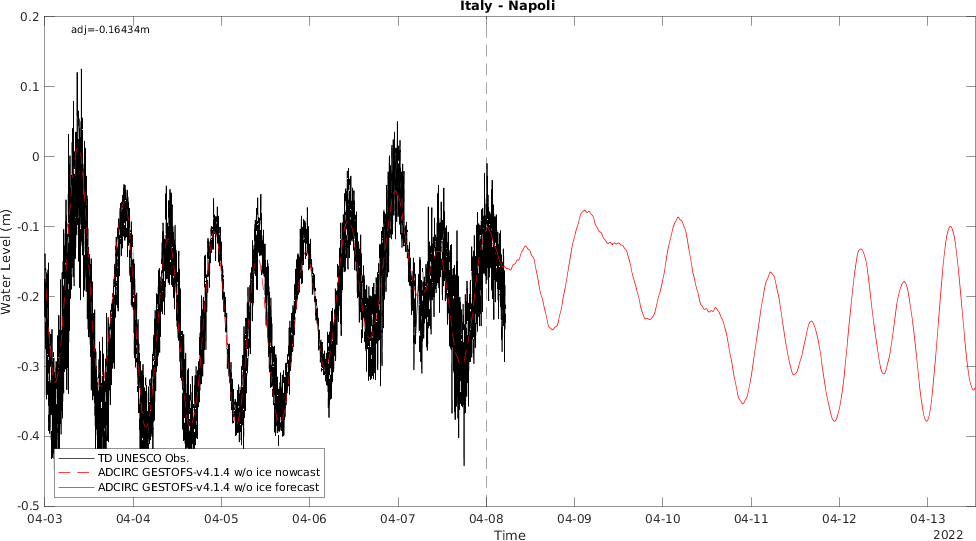 Italy - Napoli
adj=-0.16434m
0.2
0.1
0
-0.1
-0.2
-0.3
-0.4
-0.5
Water Level (m)
TD UNESCO Obs.
ADCIRC GESTOFS-v4.1.4 w/o ice nowcast
ADCIRC GESTOFS-v4.1.4 w/o ice forecast
04-03 04-04 04-05 04-06 04-07 04-08 04-09 04-10 04-11 04-12 04-13
Time
2022